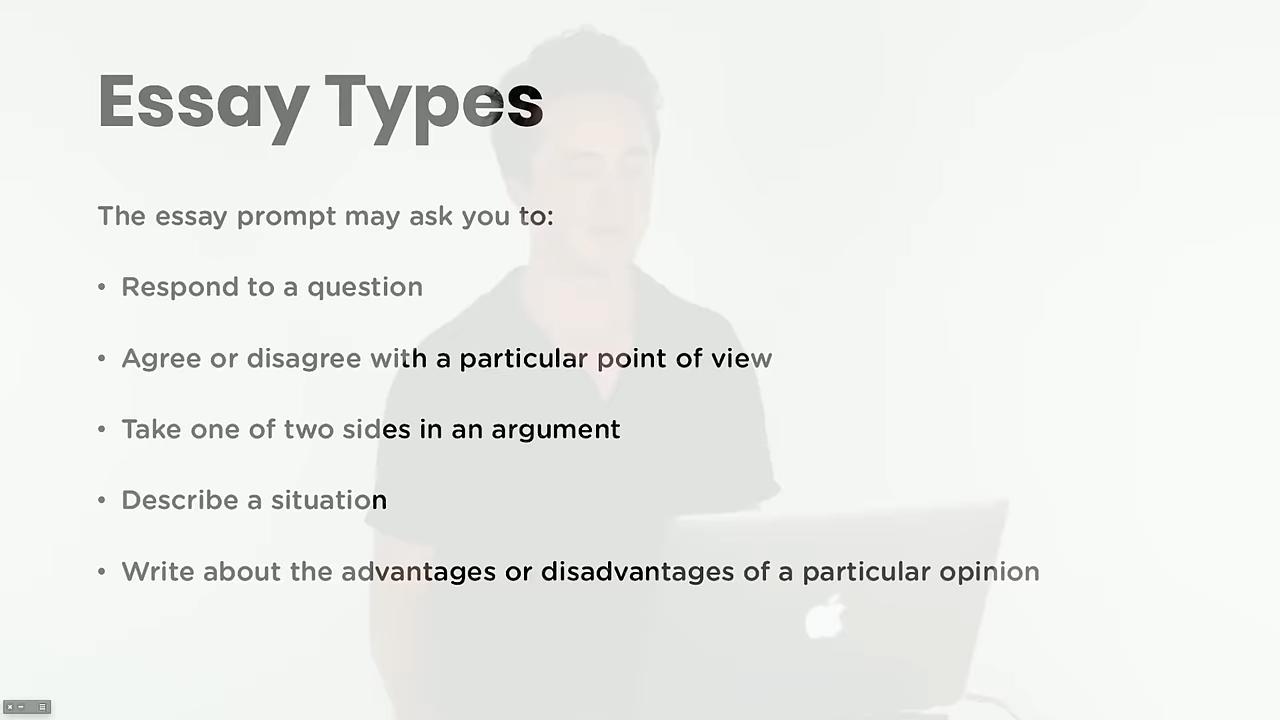 Essay Types
The essay prompt may ask you to:
• Respond to a question
• Agree or disagree with a particular point of view
• Take one of two sides in an argument
• Describe a situation
• Write about the advantages or disadvantages of a particular opinion